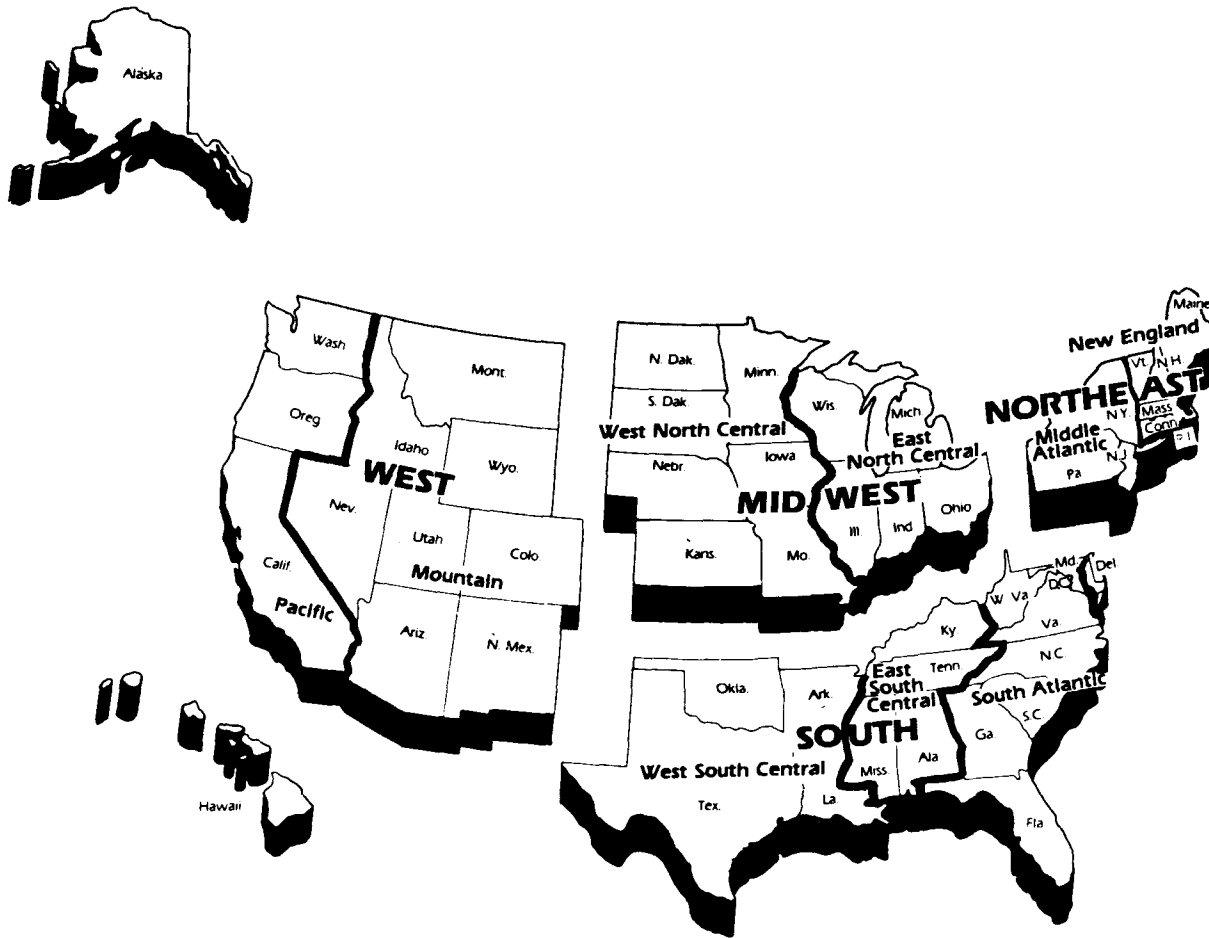 Alaska
Maine
New England
Vt.
N.H.
NORTHEAST
N.Y.
Mass
Conn
R I
Middle
Atlantic
N.J.
Pa
Wash
Mont.
Oreg
Idaho
Wyo.
WEST
Nev.
Utah
Colo
Calif.
Mountain
Pacific
Ariz
N. Mex.
N. Dak.
Minn.
S. Dak.
West North Central
Nebr.
Iowa
Wis.
Mich.
East
North Central
MIDWEST
Ill.
Ind
Ohio
Kans.
Mo.
Md.
Del
D.C.
W Va
Va.
Ky
N.C.
Tenn.
East
South
Central
South Atlantic
Okla.
Ark.
S.C.
SOUTH
Ga.
Ala
Miss.
West South Central
Tex.
La.
Fla
Hawaii